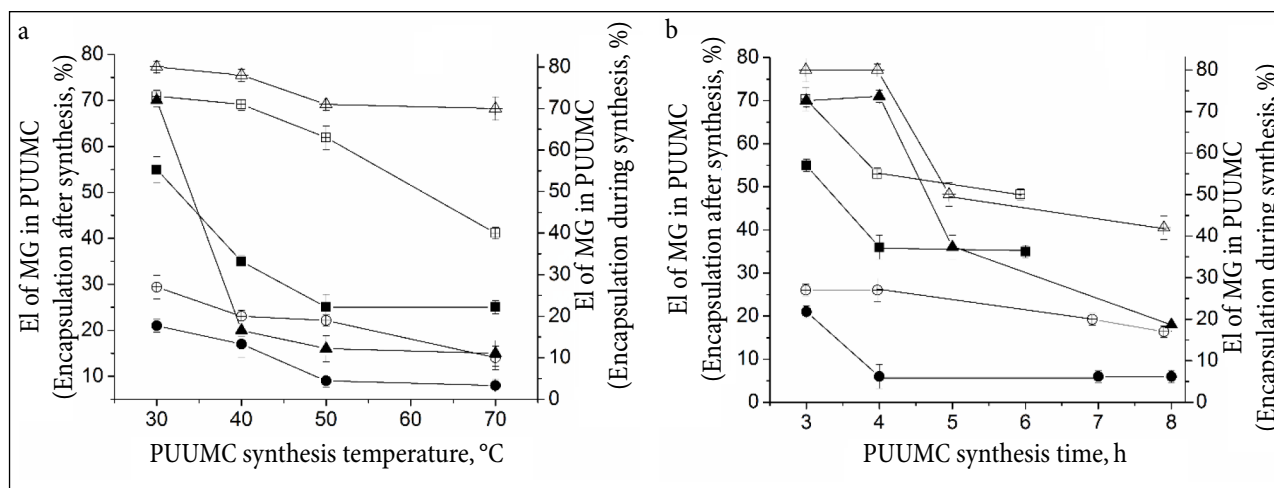 a
El of MG in PUUMC
(Encapsulation after synthesis, %)
80
70
60
50
40
30
20
10
30 40 50 60 70
PUUMC synthesis temperature, °C
80
70
60
50
40
30
20
10
0
El of MG in PUUMC
(Encapsulation during synthesis, %)
b
El of MG in PUUMC
(Encapsulation after synthesis, %)
80
70
60
50
40
30
20
10
0
3 4 5 6 7 8
PUUMC synthesis time, h
80
70
60
50
40
30
20
10
0
El of MG in PUUMC
(Encapsulation during synthesis, %)